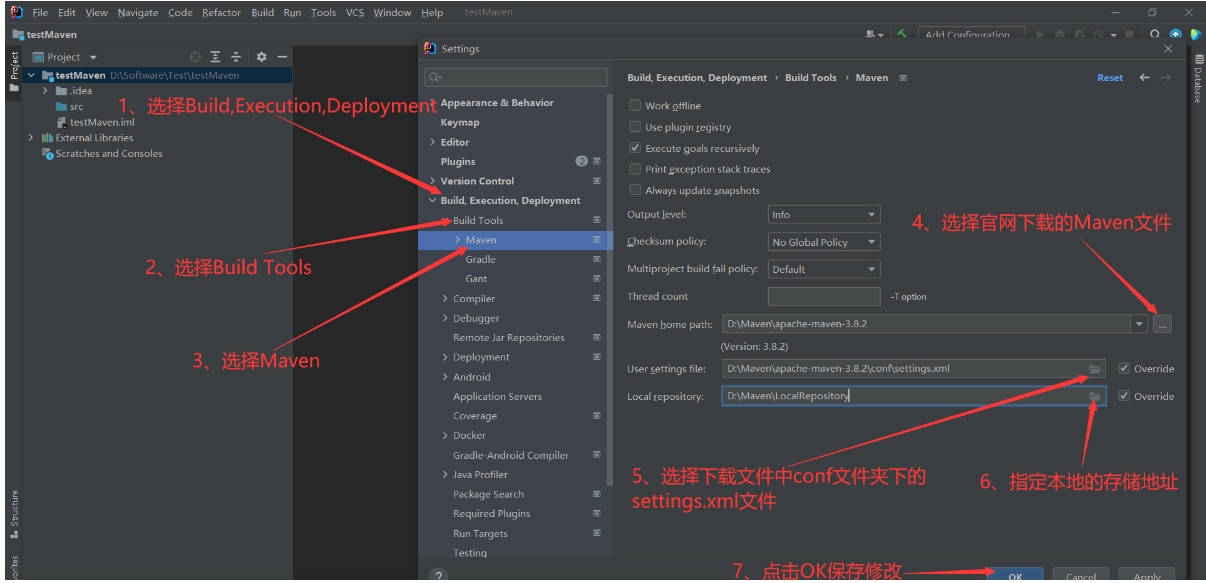 File Edit View Navigate Code Refactor Build Run Tools VCS Window Help testMaven
testMaven
Add Configuration...
Project
Project
testMaven D:\Software\Test\testMaven
.idea
src
testMaven.iml
External Libraries
Scratches and Consoles
Structure
Database
Settings
Appearance & Behavior
Keymap
Editor
Plugins 2
Version Control
Build, Execution, Deployment
Build Tools
Maven
Gradle
Gant
Compiler
Debugger
Remote Jar Repositories
Deployment
Android
Application Servers
Coverage
Docker
Gradle-Android Compiler
Java Profiler
Package Search
Required Plugins
Run Targets
Testing
?
Build, Execution, Deployment › Build Tools › Maven
Reset
Work offline
Use plugin registry
Execute goals recursively
Print exception stack traces
Always update snapshots
Output level: Info
Checksum policy: No Global Policy
Multiproject build fail policy: Default
Thread count -T option
Maven home path: D:\Maven\apache-maven-3.8.2 ...
(Version: 3.8.2)
User settings file: D:\Maven\apache-maven-3.8.2\conf\settings.xml Override
Local repository: D:\Maven\LocalRepository Override
OK Cancel Apply
1、选择Build,Execution,Deployment
2、选择Build Tools
3、选择Maven
4、选择官网下载的Maven文件
5、选择下载文件中conf文件夹下的
settings.xml文件
6、指定本地的存储地址
7、点击OK保存修改